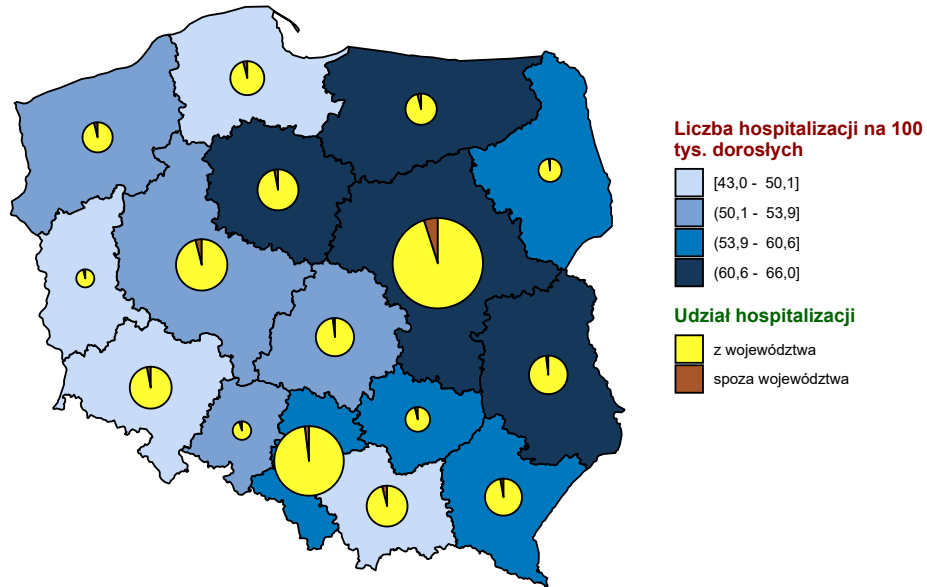 Liczba hospitalizacji na 100
tys. dorosłych
[43,0 - 50,1]
(50,1 - 53,9]
(53,9 - 60,6]
(60,6 - 66,0]
Udział hospitalizacji
z województwa
spoza województwa